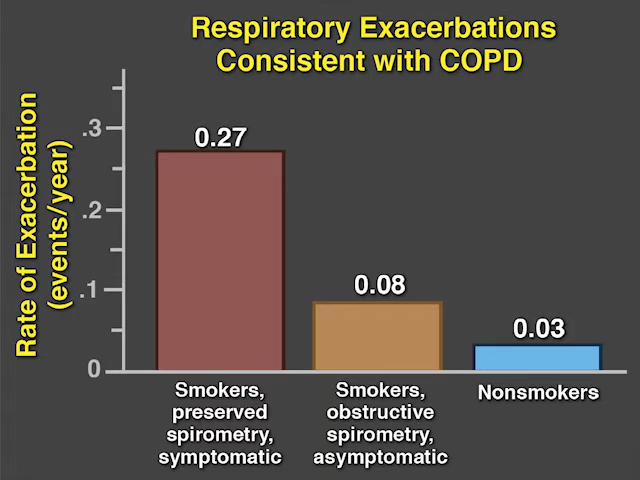 Respiratory Exacerbations
Consistent with COPD
Rate of Exacerbation
(events/year)
.3
.2
.1
0
0.27
0.08
0.03
Smokers,
preserved
spirometry,
symptomatic
Smokers,
obstructive
spirometry,
asymptomatic
Nonsmokers